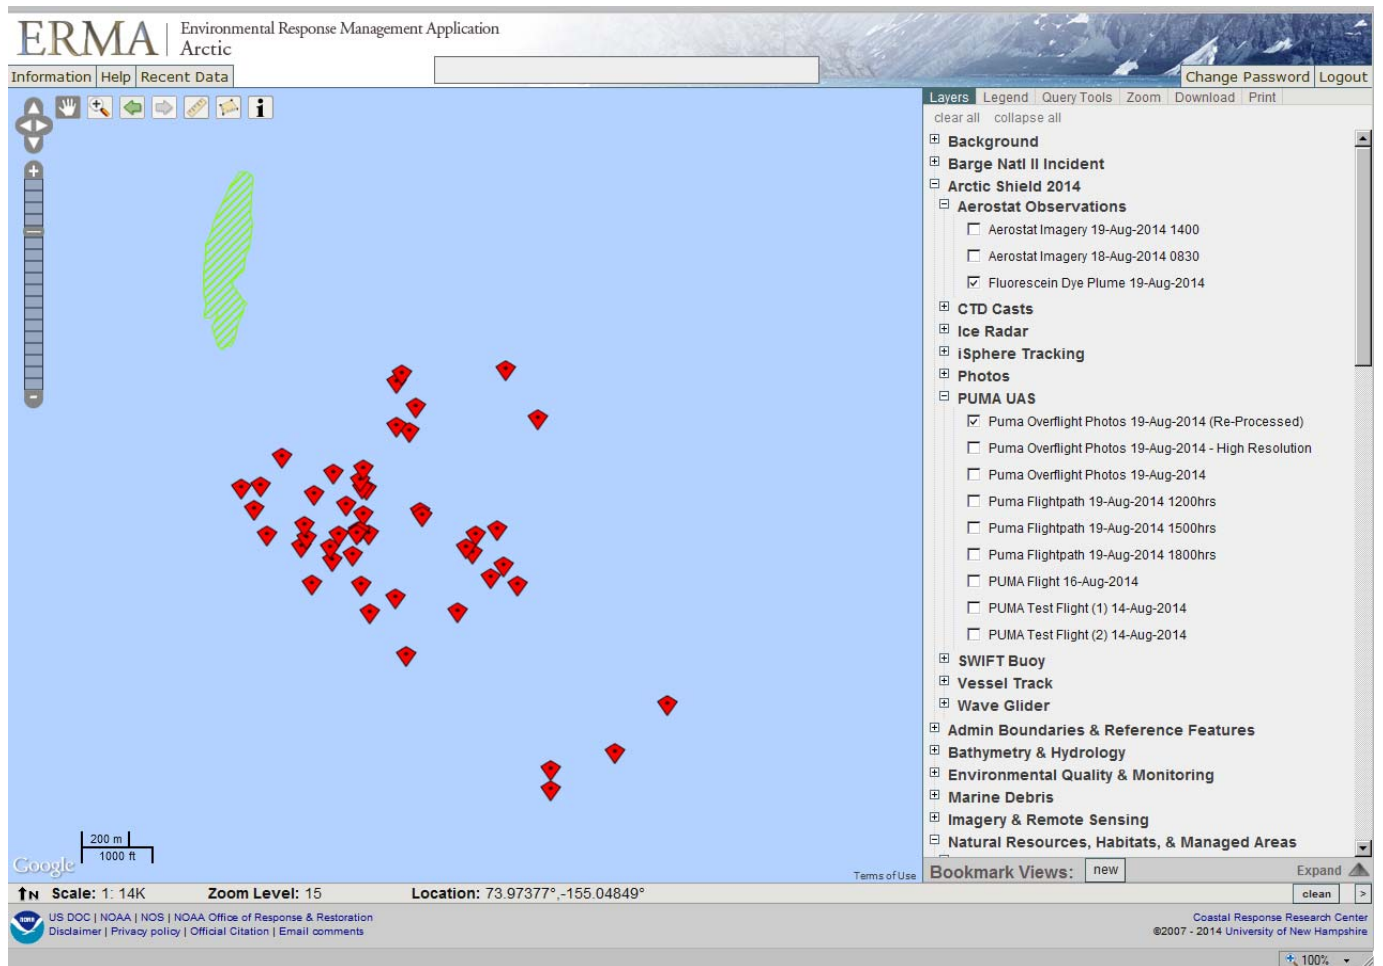 ERMA
Environmental Response Management Application
Arctic
Information Help Recent Data
Change Password Logout
Layers Legend Query Tools Zoom Download Print
clear all collapse all
Background
Barge Natl II Incident
Arctic Shield 2014
Aerostat Observations
Aerostat Imagery 19-Aug-2014 1400
Aerostat Imagery 18-Aug-2014 0830
Fluorescein Dye Plume 19-Aug-2014
CTD Casts
Ice Radar
iSphere Tracking
Photos
PUMA UAS
Puma Overflight Photos 19-Aug-2014 (Re-Processed)
Puma Overflight Photos 19-Aug-2014 - High Resolution
Puma Overflight Photos 19-Aug-2014
Puma Flightpath 19-Aug-2014 1200hrs
Puma Flightpath 19-Aug-2014 1500hrs
Puma Flightpath 19-Aug-2014 1800hrs
PUMA Flight 16-Aug-2014
PUMA Test Flight (1) 14-Aug-2014
PUMA Test Flight (2) 14-Aug-2014
SWIFT Buoy
Vessel Track
Wave Glider
Admin Boundaries & Reference Features
Bathymetry & Hydrology
Environmental Quality & Monitoring
Marine Debris
Imagery & Remote Sensing
Natural Resources, Habitats, & Managed Areas
200 m
1000 ft
Google
Terms of Use
Bookmark Views: new Expand
N Scale: 1: 14K Zoom Level: 15 Location: 73.97377°,-155.04849° clean >
NOAA
US DOC | NOAA | NOS | NOAA Office of Response & Restoration
Disclaimer | Privacy policy | Official Citation | Email comments
Coastal Response Research Center
©2007 - 2014 University of New Hampshire
100%